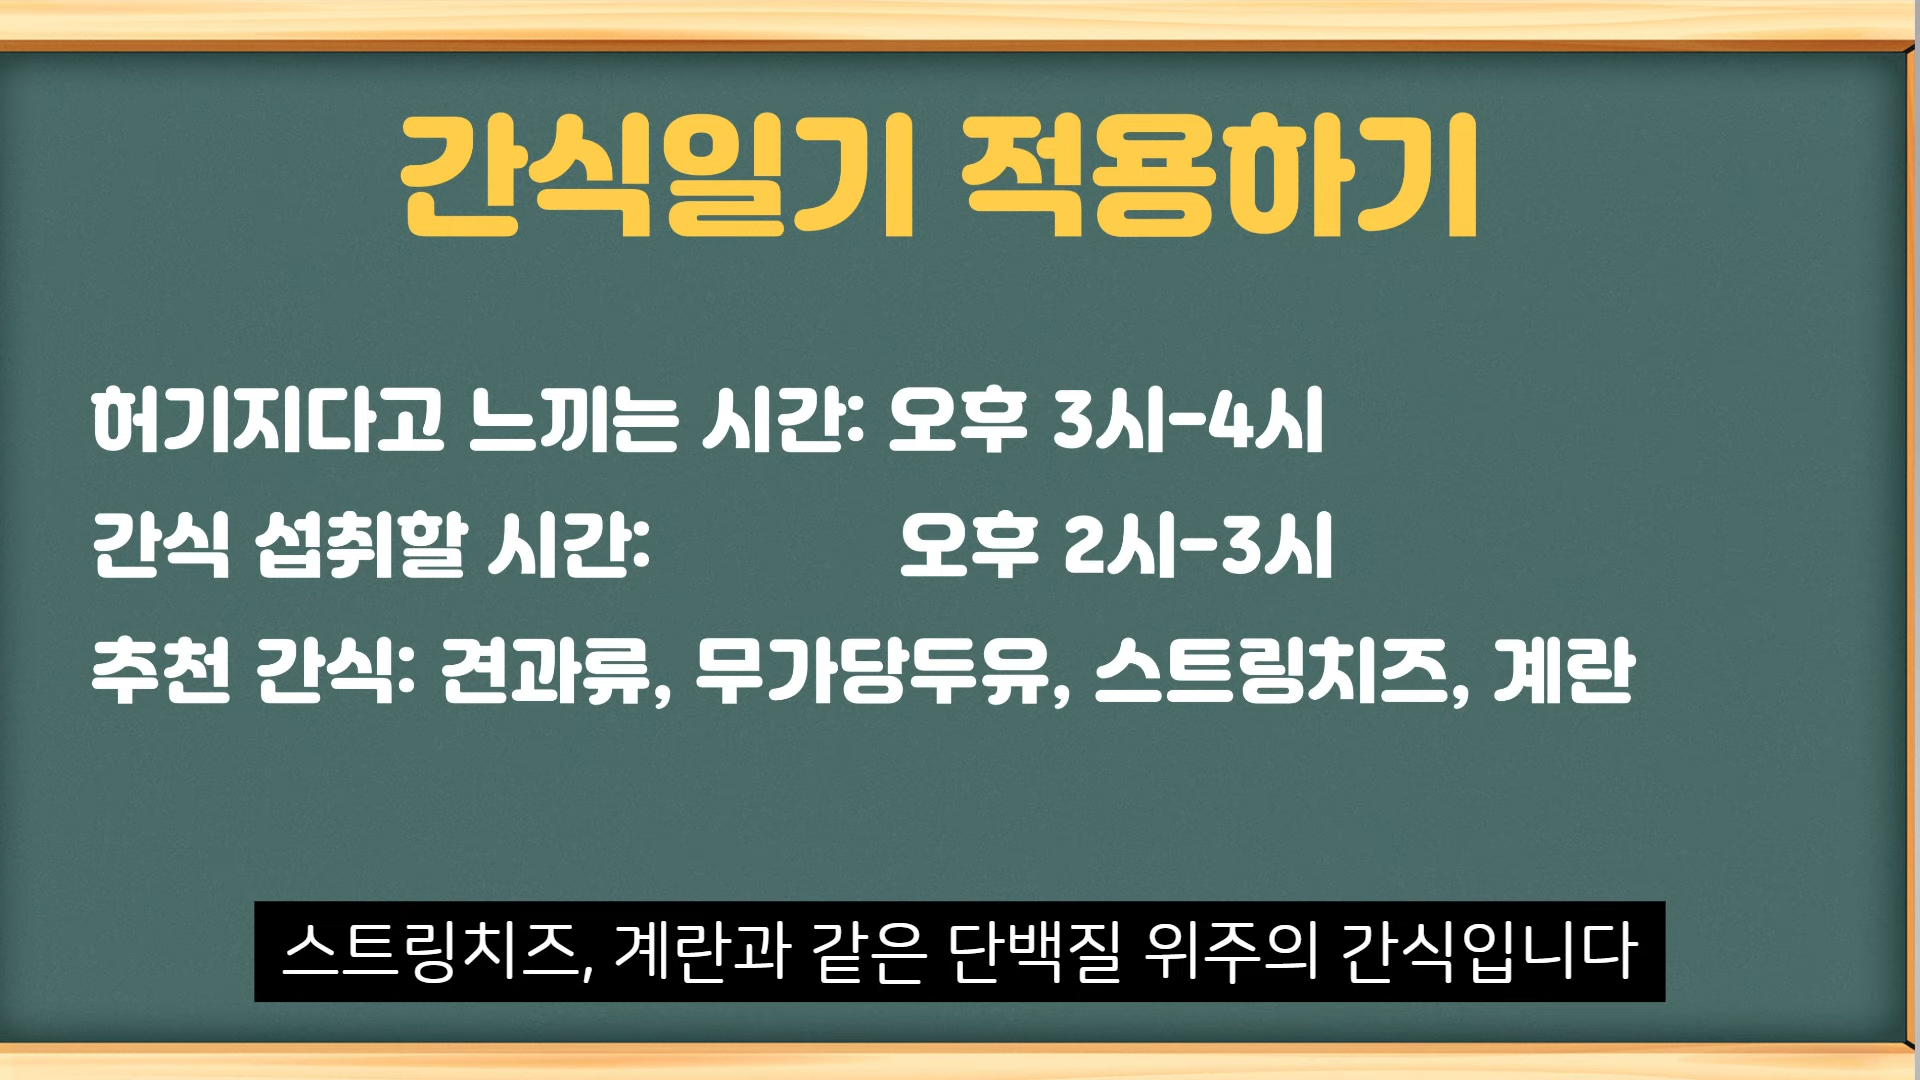 간식일기 적용하기
허기지다고 느끼는 시간: 오후 3시-4시
간식 섭취할 시간: 오후 2시-3시
추천 간식: 견과류, 무가당두유, 스트링치즈, 계란
스트링치즈, 계란과 같은 단백질 위주의 간식입니다